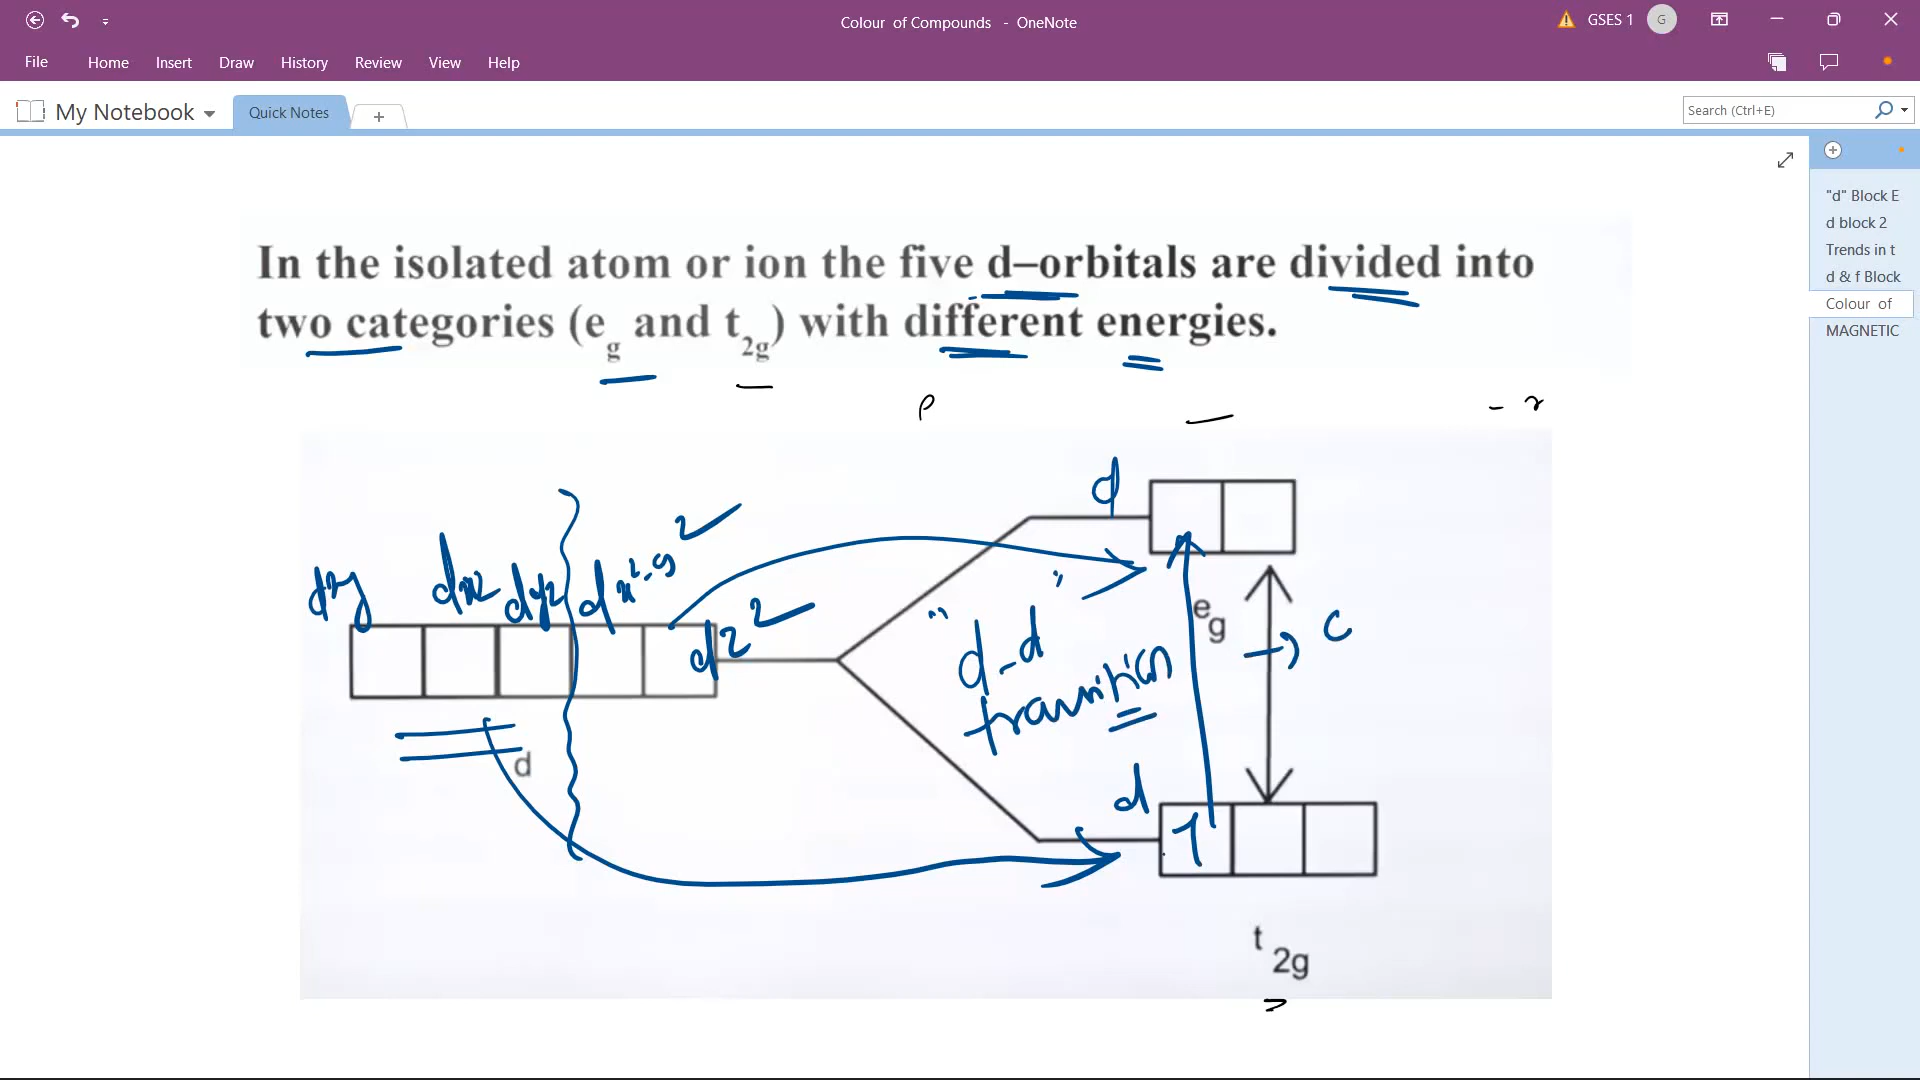 Colour of Compounds - OneNote
GSES 1
G
File Home Insert Draw History Review View Help
My Notebook
Quick Notes
+
Search (Ctrl+E)
"d" Block E
d block 2
Trends in t
d & f Block
Colour of
MAGNETIC
In the isolated atom or ion the five d–orbitals are divided into
two categories (eg and t2g) with different energies.
d
dxy dxz dyz dx²-y²
dz²
"d-d"
transition
eg
d
1
d
t2g